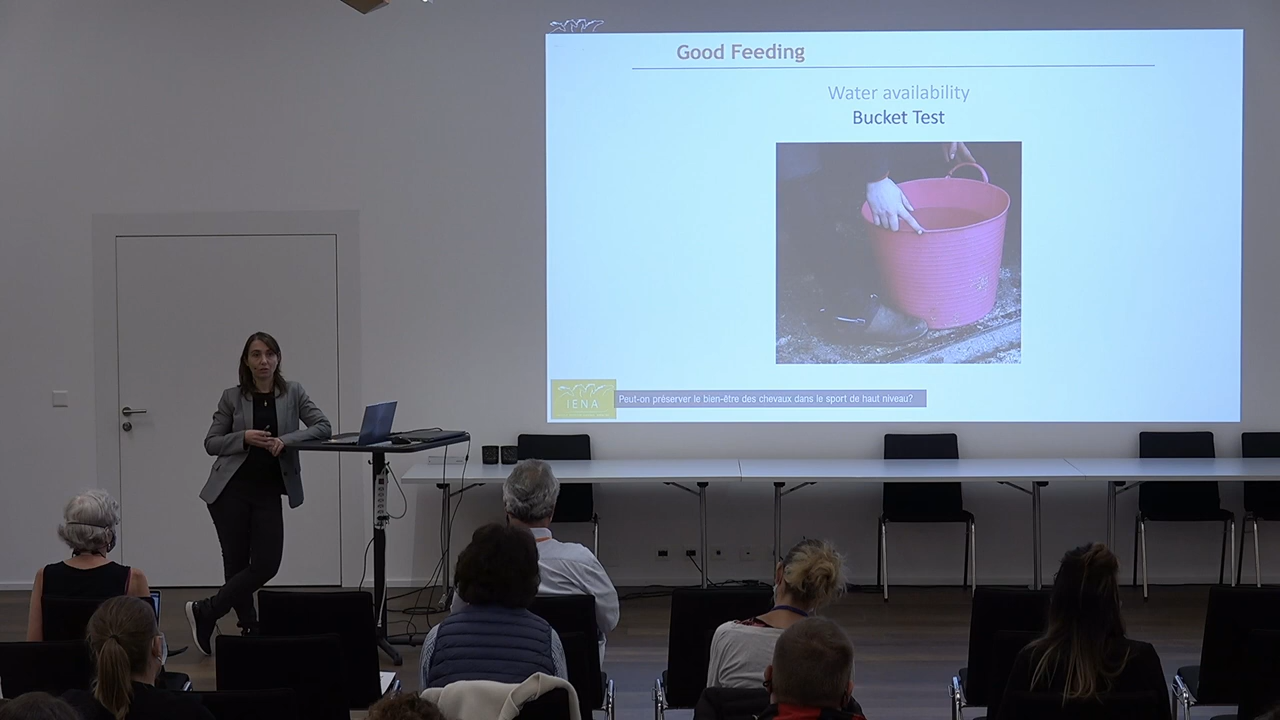 Good Feeding
Water availability
Bucket Test
IENA
Peut-on préserver le bien-être des chevaux dans le sport de haut niveau?